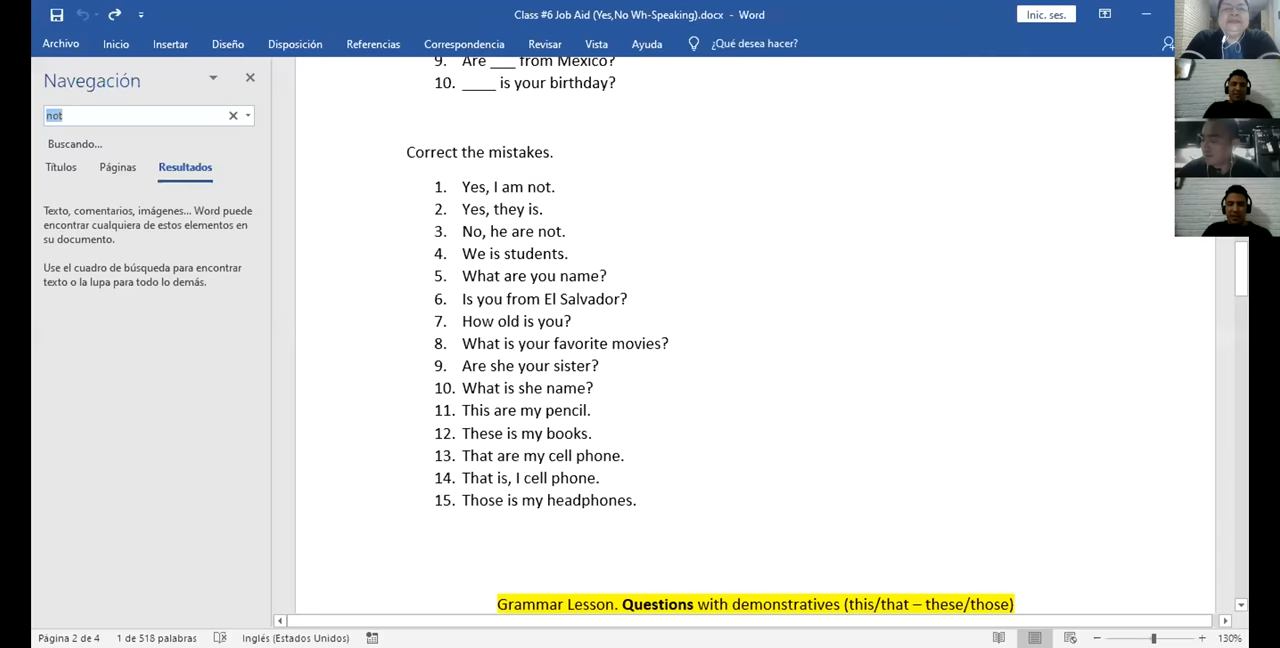 Class #6 Job Aid (Yes,No Wh-Speaking).docx - Word
Inic. ses.
Archivo Inicio Insertar Diseño Disposición Referencias Correspondencia Revisar Vista Ayuda ¿Qué desea hacer?
Navegación
not
Buscando...
Títulos Páginas Resultados
Texto, comentarios, imágenes... Word puede
encontrar cualquiera de estos elementos en
su documento.
Use el cuadro de búsqueda para encontrar
texto o la lupa para todo lo demás.
9. Are ___ from Mexico?
10. ____ is your birthday?
Correct the mistakes.
1. Yes, I am not.
2. Yes, they is.
3. No, he are not.
4. We is students.
5. What are you name?
6. Is you from El Salvador?
7. How old is you?
8. What is your favorite movies?
9. Are she your sister?
10. What is she name?
11. This are my pencil.
12. These is my books.
13. That are my cell phone.
14. That is, I cell phone.
15. Those is my headphones.
Grammar Lesson. Questions with demonstratives (this/that – these/those)
Página 2 de 4 1 de 518 palabras Inglés (Estados Unidos) 130%